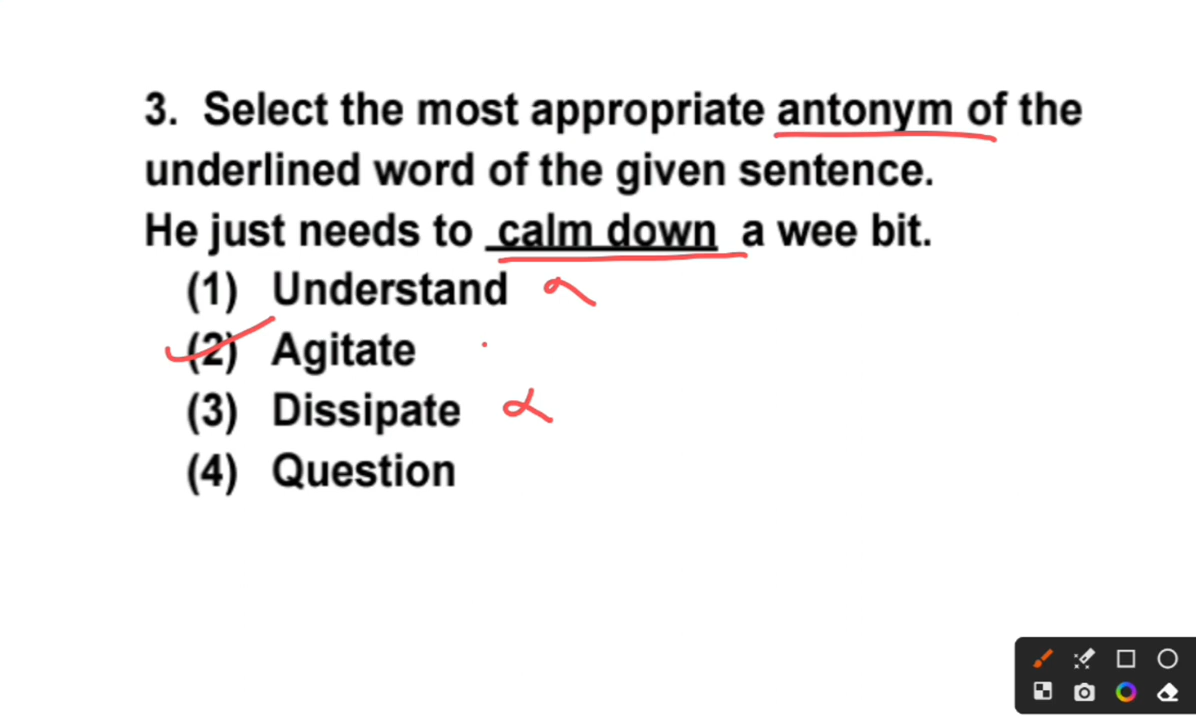 3. Select the most appropriate antonym of the
underlined word of the given sentence.
He just needs to calm down a wee bit.
(1) Understand
(2) Agitate
(3) Dissipate
(4) Question